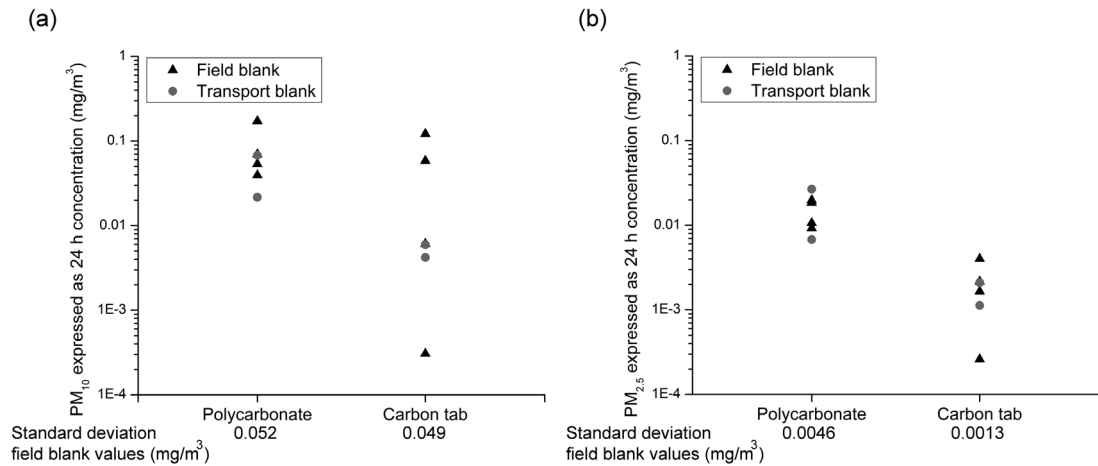 (a)
PM10 expressed as 24 h concentration (mg/m3)
1
0.1
0.01
1E-3
1E-4
Field blank
Transport blank
Polycarbonate Carbon tab
Standard deviation 0.052 0.049
field blank values (mg/m3)
(b)
PM2.5 expressed as 24 h concentration (mg/m3)
1
0.1
0.01
1E-3
1E-4
Field blank
Transport blank
Polycarbonate Carbon tab
Standard deviation 0.0046 0.0013
field blank values (mg/m3)